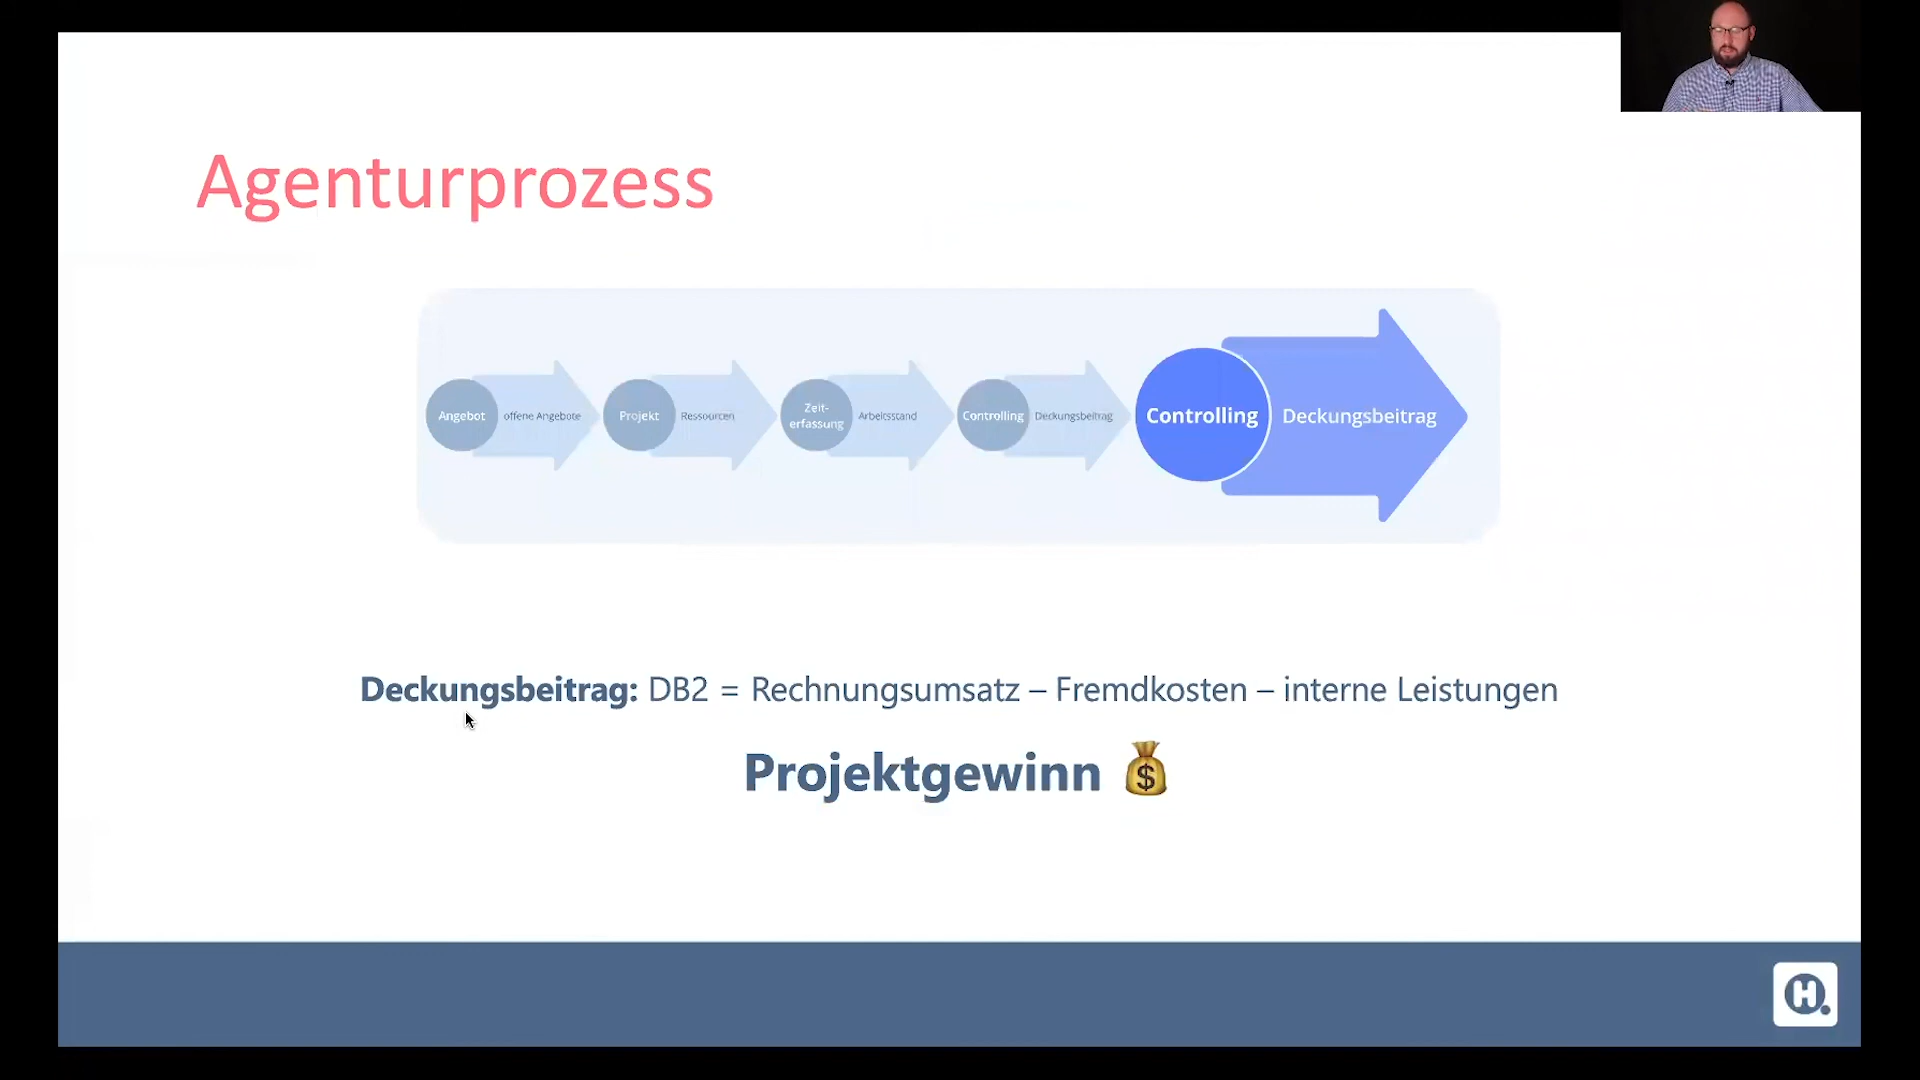 Agenturprozess
Angebot
offene Angebote
Projekt
Ressourcen
Zeit-
erfassung
Arbeitsstand
Controlling
Deckungsbeitrag
Controlling
Deckungsbeitrag
Deckungsbeitrag: DB2 = Rechnungsumsatz – Fremdkosten – interne Leistungen
Projektgewinn 💰
H.